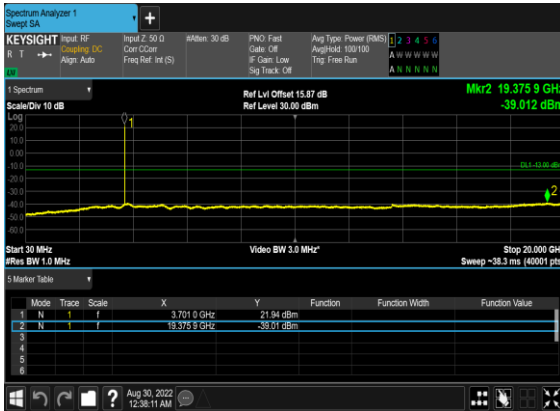 Spectrum Analyzer 1
Swept SA
+
KEYSIGHT
R T
Input: RF
Coupling: DC
Align: Auto
Input Z: 50 Ω
Corr CCorr
Freq Ref: Int (S)
#Atten: 30 dB
PNO: Fast
Gate: Off
IF Gain: Low
Sig Track: Off
Avg Type: Power (RMS)
Avg|Hold: 100/100
Trig: Free Run
1 2 3 4 5 6
A W W W W W
A N N N N N
1 Spectrum
Scale/Div 10 dB
Ref Lvl Offset 15.87 dB
Ref Level 30.00 dBm
Mkr2 19.375 9 GHz
-39.012 dBm
Log
20.0
10.0
0.00
-10.0
-20.0
-30.0
-40.0
-50.0
-60.0
1
DL1 -13.00 dBm
2
Start 30 MHz
#Res BW 1.0 MHz
Video BW 3.0 MHz*
Stop 20.000 GHz
Sweep ~38.3 ms (40001 pts)
5 Marker Table
Mode Trace Scale X Y Function Function Width Function Value
1 N 1 f 3.701 0 GHz 21.94 dBm
2 N 1 f 19.375 9 GHz -39.01 dBm
3
4
5
6
?
Aug 30, 2022
12:38:11 AM